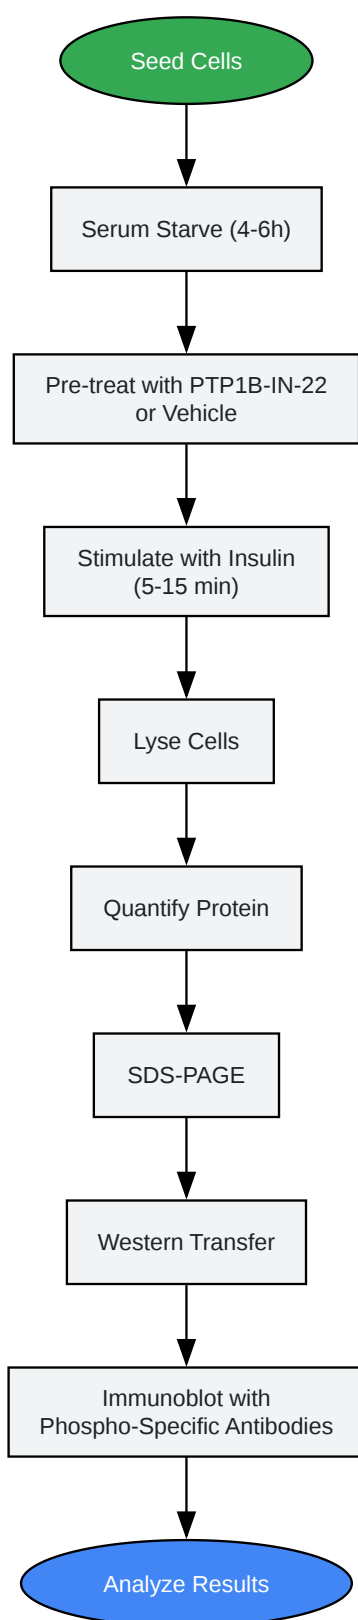 Seed Cells
Serum Starve (4-6h)
Pre-treat with PTP1B-IN-22
or Vehicle
Stimulate with Insulin
(5-15 min)
Lyse Cells
Quantify Protein
SDS-PAGE
Western Transfer
Immunoblot with
Phospho-Specific Antibodies
Analyze Results